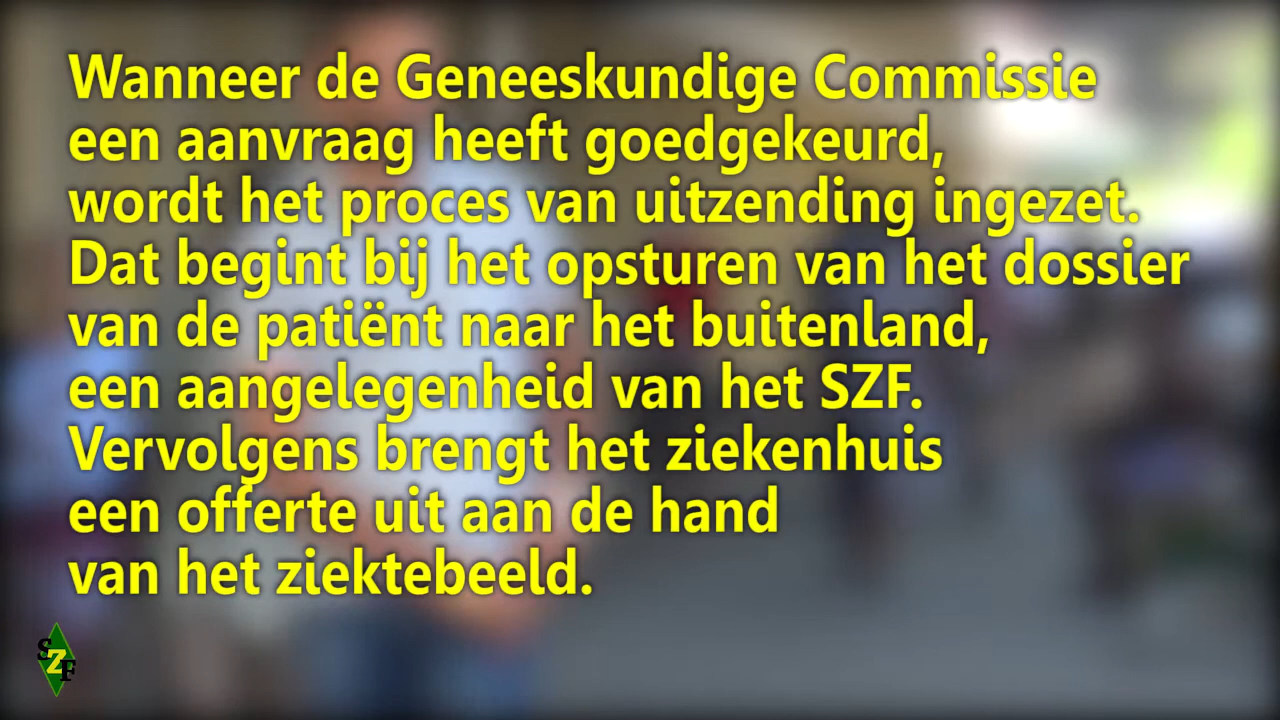 Wanneer de Geneeskundige Commissie
een aanvraag heeft goedgekeurd,
wordt het proces van uitzending ingezet.
Dat begint bij het opsturen van het dossier
van de patiënt naar het buitenland,
een aangelegenheid van het SZF.
Vervolgens brengt het ziekenhuis
een offerte uit aan de hand
van het ziektebeeld.
SZF